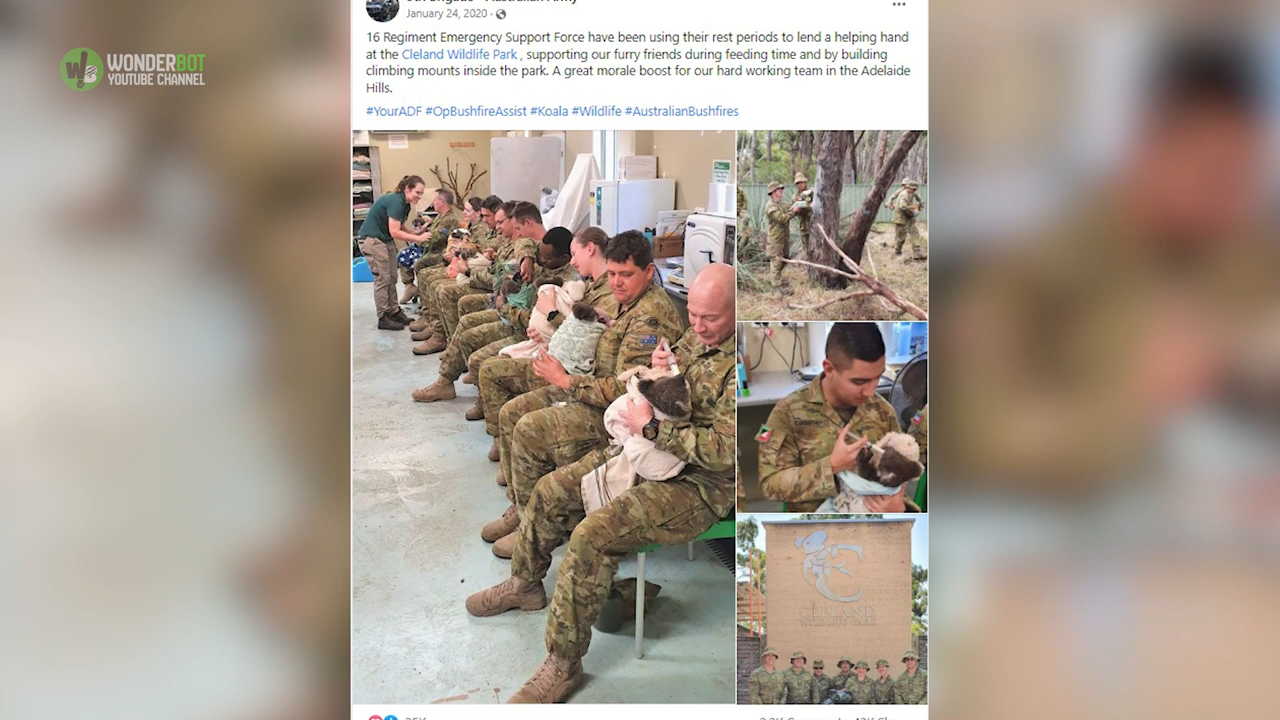 January 24, 2020 ·
16 Regiment Emergency Support Force have been using their rest periods to lend a helping hand
at the Cleland Wildlife Park , supporting our furry friends during feeding time and by building
climbing mounts inside the park. A great morale boost for our hard working team in the Adelaide
Hills.
#YourADF #OpBushfireAssist #Koala #Wildlife #AustralianBushfires
WONDERBOT
YOUTUBE CHANNEL
CLELAND
WILDLIFE PARK